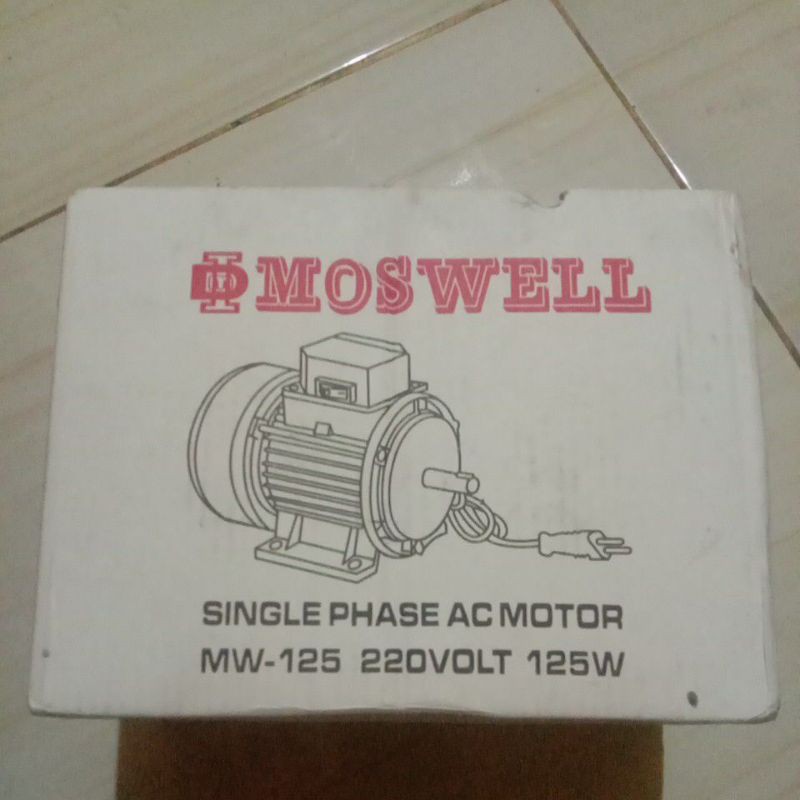 MOSWELL
SINGLE PHASE AC MOTOR
MW-125 220VOLT 125W